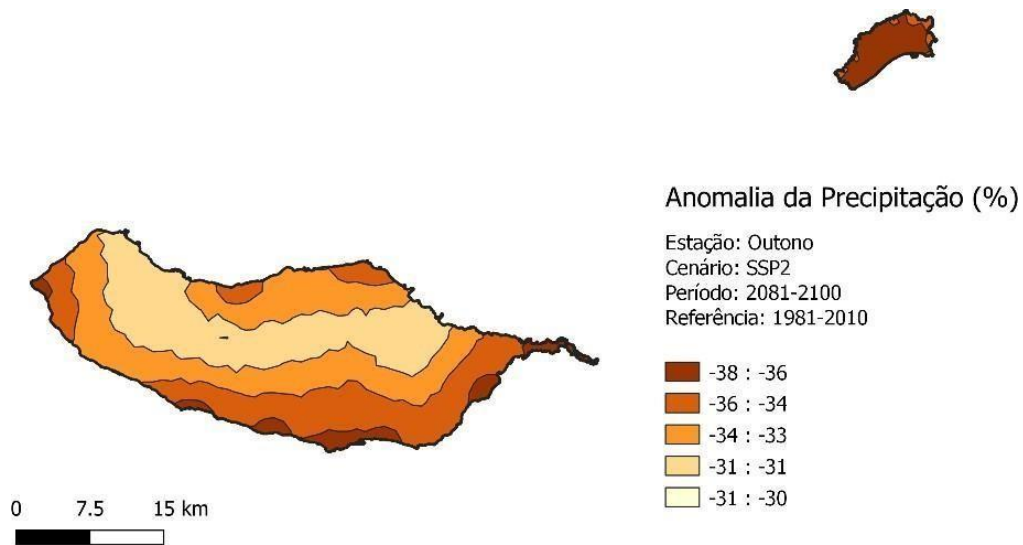 Anomalia da Precipitação (%)
Estação: Outono
Cenário: SSP2
Período: 2081-2100
Referência: 1981-2010
-38 : -36
-36 : -34
-34 : -33
-31 : -31
-31 : -30
0 7.5 15 km